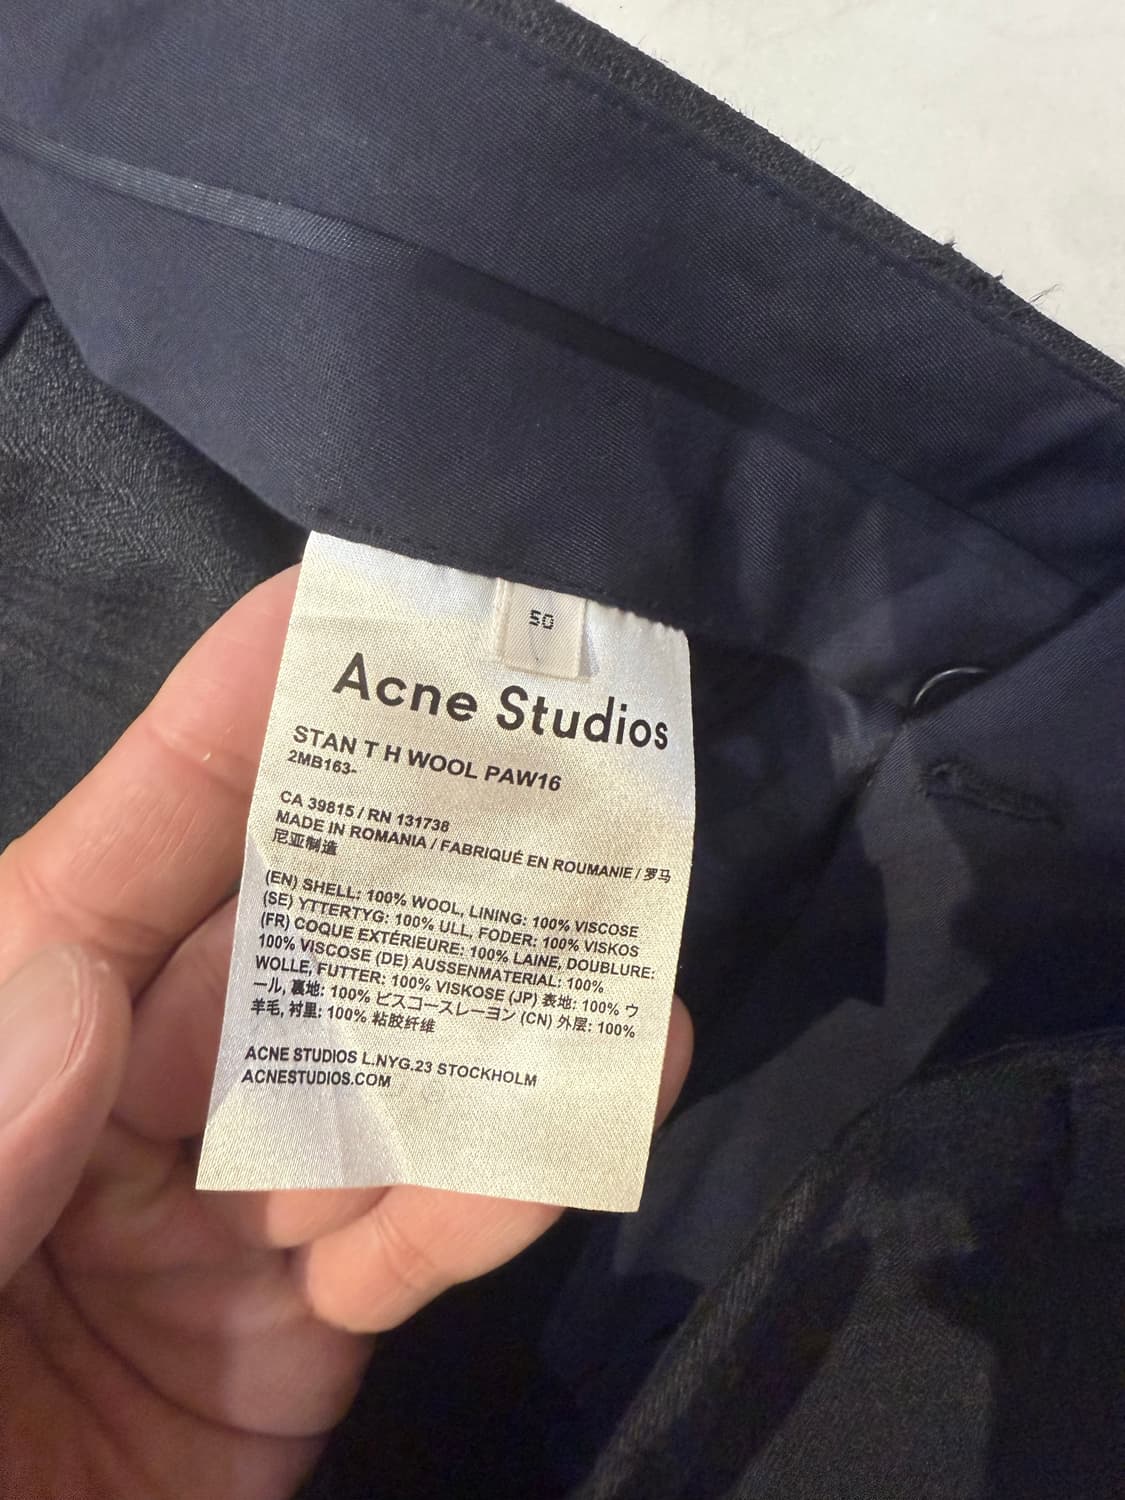 50
Acne Studios
STAN T H WOOL PAW16
2MB163-
CA 39815 / RN 131738
MADE IN ROMANIA / FABRIQUÉ EN ROUMANIE / 罗马
尼亚制造
(EN) SHELL: 100% WOOL, LINING: 100% VISCOSE
(SE) YTTERTYG: 100% ULL, FODER: 100% VISKOS
(FR) COQUE EXTÉRIEURE: 100% LAINE, DOUBLURE:
100% VISCOSE (DE) AUSSENMATERIAL: 100%
WOLLE, FUTTER: 100% VISKOSE (JP) 表地: 100% ウ
ール, 裏地: 100% ビスコースレーヨン (CN) 外层: 100%
羊毛, 衬里: 100% 粘胶纤维
ACNE STUDIOS L.NYG.23 STOCKHOLM
ACNESTUDIOS.COM